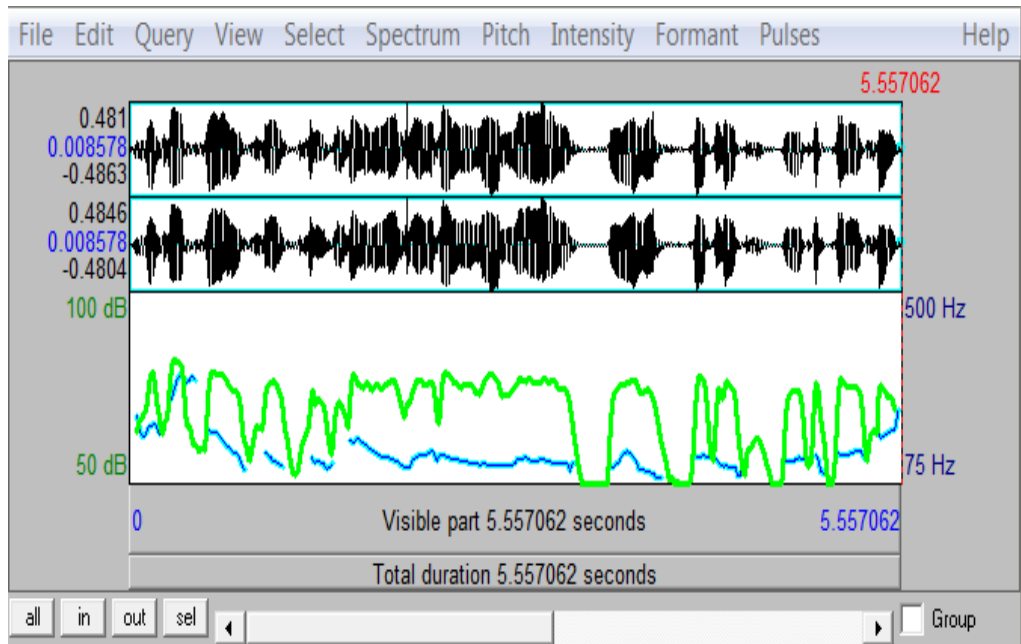 File Edit Query View Select Spectrum Pitch Intensity Formant Pulses Help
5.557062
0.481
0.008578
-0.4863
0.4846
0.008578
-0.4804
100 dB 500 Hz
50 dB 75 Hz
0 Visible part 5.557062 seconds 5.557062
Total duration 5.557062 seconds
all in out sel Group